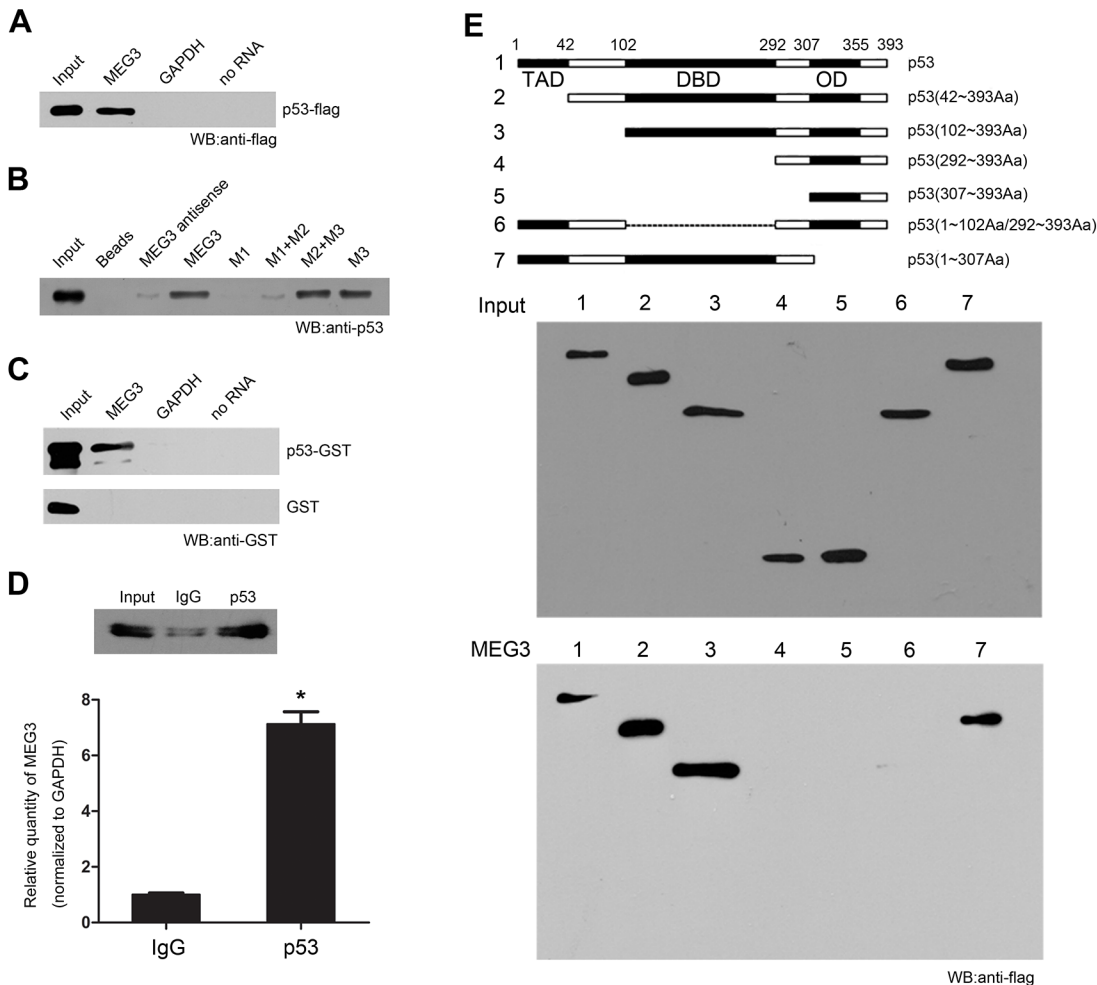 A
Input MEG3 GAPDH no RNA
p53-flag
WB:anti-flag
B
Input Beads MEG3 antisense MEG3 M1 M1+M2 M2+M3 M3
WB:anti-p53
C
Input MEG3 GAPDH no RNA
p53-GST
GST
WB:anti-GST
D
Input IgG p53
8
6
4
2
0
Relative quantity of MEG3
(normalized to GAPDH)
*
IgG p53
E
1 42 102 292 307 355 393
1 p53
TAD DBD OD
2 p53(42~393Aa)
3 p53(102~393Aa)
4 p53(292~393Aa)
5 p53(307~393Aa)
6 p53(1~102Aa/292~393Aa)
7 p53(1~307Aa)
Input 1 2 3 4 5 6 7
MEG3 1 2 3 4 5 6 7
WB:anti-flag